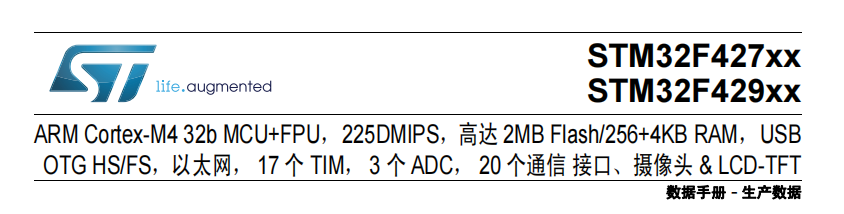 STM32F427xx
STM32F429xx
life.augmented
ARM Cortex-M4 32b MCU+FPU，225DMIPS，高达 2MB Flash/256+4KB RAM，USB
OTG HS/FS，以太网， 17 个 TIM， 3 个 ADC， 20 个通信 接口、摄像头 & LCD-TFT
数据手册 - 生产数据